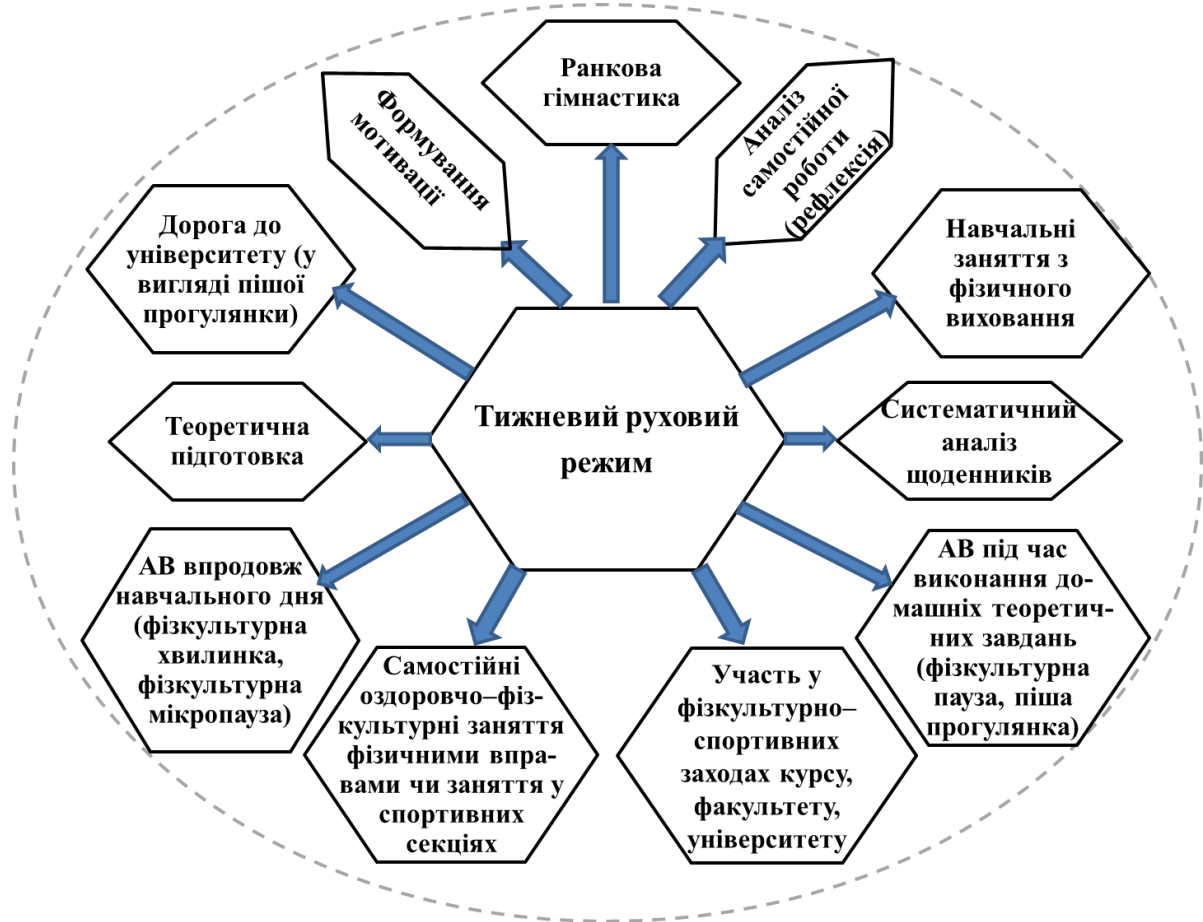 Ранкова
гімнастика
Формування
мотивації
Аналіз
самостійної
роботи
(рефлексія)
Дорога до
університету (у
вигляді пішої
прогулянки)
Навчальні
заняття з
фізичного
виховання
Тижневий руховий
режим
Теоретична
підготовка
Систематичний
аналіз
щоденників
АВ впродовж
навчального дня
(фізкультурна
хвилинка,
фізкультурна
мікропауза)
АВ під час
виконання до-
машніх теоретич-
них завдань
(фізкультурна
пауза, піша
прогулянка)
Самостійні
оздоровчо–фіз-
культурні заняття
фізичними впра-
вами чи заняття у
спортивних
секціях
Участь у
фізкультурно–
спортивних
заходах курсу,
факультету,
університету